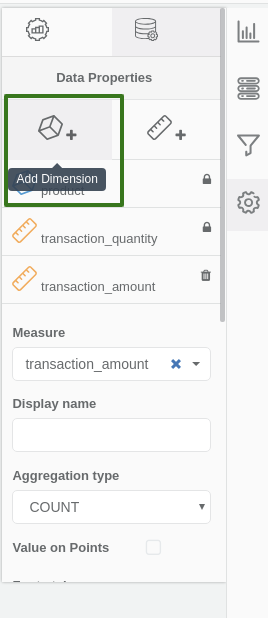 Data Properties
Add Dimension
product
transaction_quantity
transaction_amount
Measure
transaction_amount
Display name
Aggregation type
COUNT
Value on Points